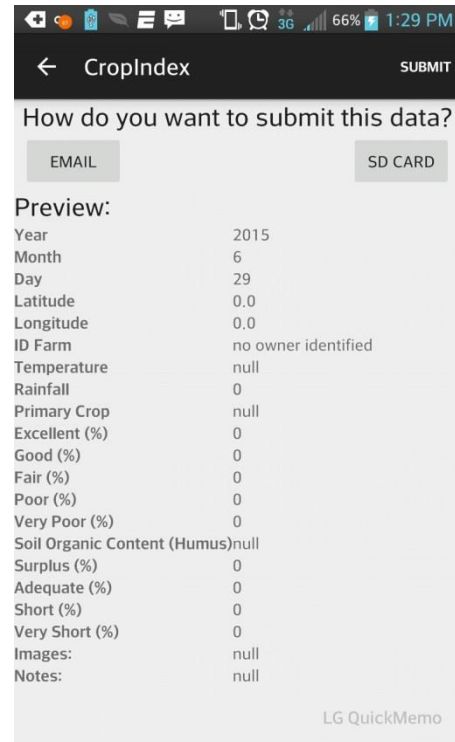 3G 66% 1:29 PM
CropIndex SUBMIT
How do you want to submit this data?
EMAIL SD CARD
Preview:
Year 2015
Month 6
Day 29
Latitude 0.0
Longitude 0.0
ID Farm no owner identified
Temperature null
Rainfall 0
Primary Crop null
Excellent (%) 0
Good (%) 0
Fair (%) 0
Poor (%) 0
Very Poor (%) 0
Soil Organic Content (Humus)null
Surplus (%) 0
Adequate (%) 0
Short (%) 0
Very Short (%) 0
Images: null
Notes: null
LG QuickMemo